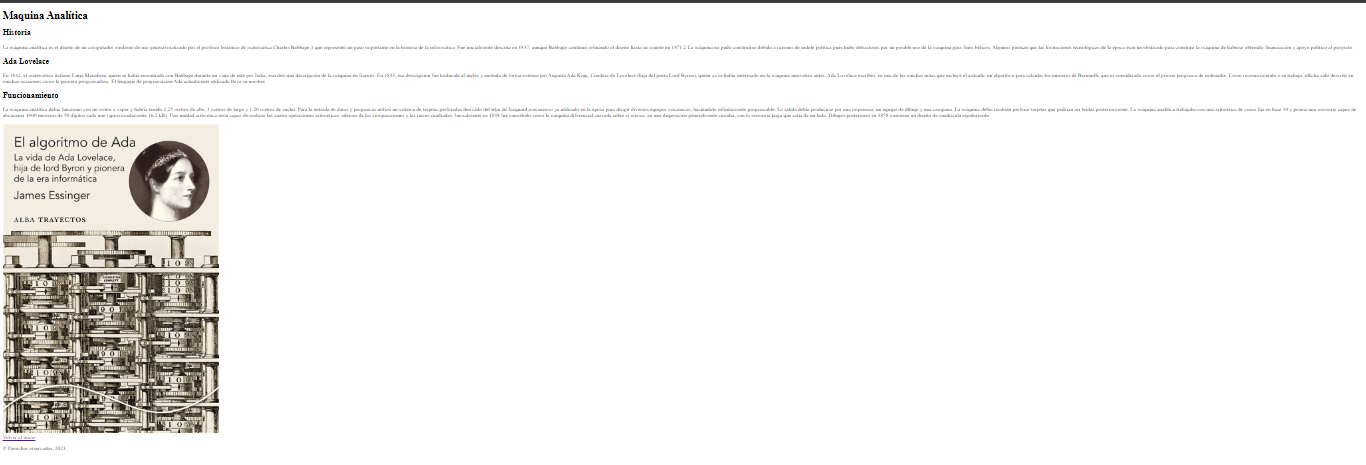 Maquina Analítica
Historia
La máquina analítica es el diseño de un computador moderno de uso general realizado por el profesor británico de matemática Charles Babbage,1 que representó un paso importante en la historia de la informática. Fue inicialmente descrita en 1837, aunque Babbage continuó refinando el diseño hasta su muerte en 1871.2 La máquina no pudo construirse debido a razones de índole política pues hubo detractores por un posible uso de la máquina para fines bélicos. Algunos piensan que las limitaciones tecnológicas de la época eran un obstáculo para construir la máquina de haberse obtenido financiación y apoyo político al proyecto.
Ada Lovelace
En 1842, el matemático italiano Luigi Menabrea, quien se había encontrado con Babbage durante un viaje de éste por Italia, escribió una descripción de la máquina en francés. En 1843, esa descripción fue traducida al inglés y anotada de forma extensa por Augusta Ada King, Condesa de Lovelace (hija del poeta Lord Byron), quien ya se había interesado en la máquina unos años antes. Ada Lovelace escribió, en una de las muchas notas que incluye el artículo, un algoritmo para calcular los números de Bernoulli, que es considerado como el primer programa de ordenador. Como reconocimiento a su trabajo, ella ha sido descrita en
muchas ocasiones como la primera programadora. El lenguaje de programación Ada actualmente utilizado lleva su nombre.
Funcionamiento
La máquina analítica debía funcionar con un motor a vapor y habría tenido 2,25 metros de alto, 3 metros de largo y 1.20 metros de ancho. Para la entrada de datos y programas utilizó un sistema de tarjetas perforadas derivado del telar de Jacquard mecanismo ya utilizado en la época para dirigir diversos equipos mecánicos, haciéndolo infinitamente programable. La salida debía producirse por una impresora, un equipo de dibujo y una campana. La máquina debía también perforar tarjetas que podrían ser leídas posteriormente. La máquina analítica trabajaba con una aritmética de coma fija en base 10 y poseía una memoria capaz de
almacenar 1000 números de 50 dígitos cada uno (aproximadamente 16.2 kB). Una unidad aritmética sería capaz de realizar las cuatro operaciones aritméticas, además de las comparaciones y las raíces cuadradas. Inicialmente en 1838 fue concebido como la máquina diferencial curvada sobre sí misma, en una disposición generalmente circular, con la memoria larga que salía de un lado. Dibujos posteriores en 1858 muestran un diseño de cuadrícula regularizado.
El algoritmo de Ada
La vida de Ada Lovelace,
hija de lord Byron y pionera
de la era informática
James Essinger
ALBA TRAYECTOS
Volver al inicio
© Derechos reservados, 2023